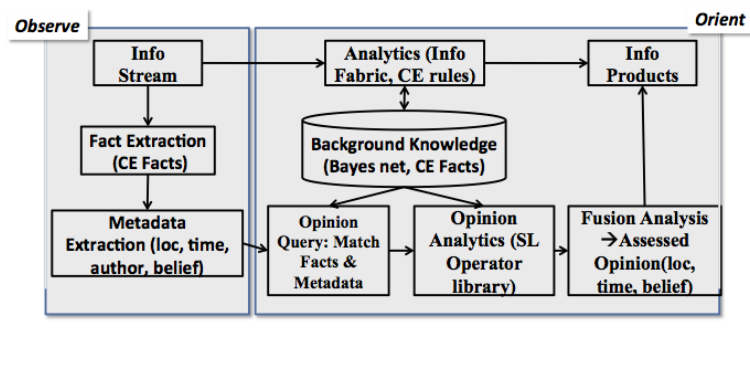 Observe
Orient
Info
Stream
Analytics (Info
Fabric, CE rules)
Info
Products
Fact Extraction
(CE Facts)
Background Knowledge
(Bayes net, CE Facts)
Metadata
Extraction (loc, time,
author, belief)
Opinion
Query: Match
Facts &
Metadata
Opinion
Analytics (SL
Operator
library)
Fusion Analysis
→Assessed
Opinion(loc,
time, belief)